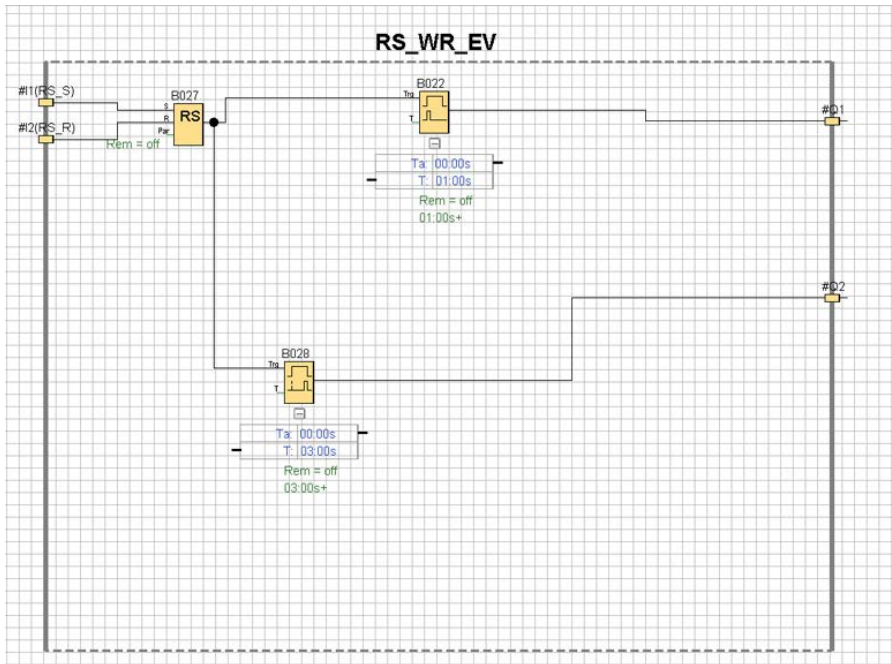 RS_WR_EV
#I1(RS_S)
#I2(RS_R)
B027
S
R
Par
RS
Rem = off
B022
Trg
T
Ta: 00:00s
T: 01:00s
Rem = off
01:00s+
#Q1
#Q2
B028
Trg
T
Ta: 00:00s
T: 03:00s
Rem = off
03:00s+